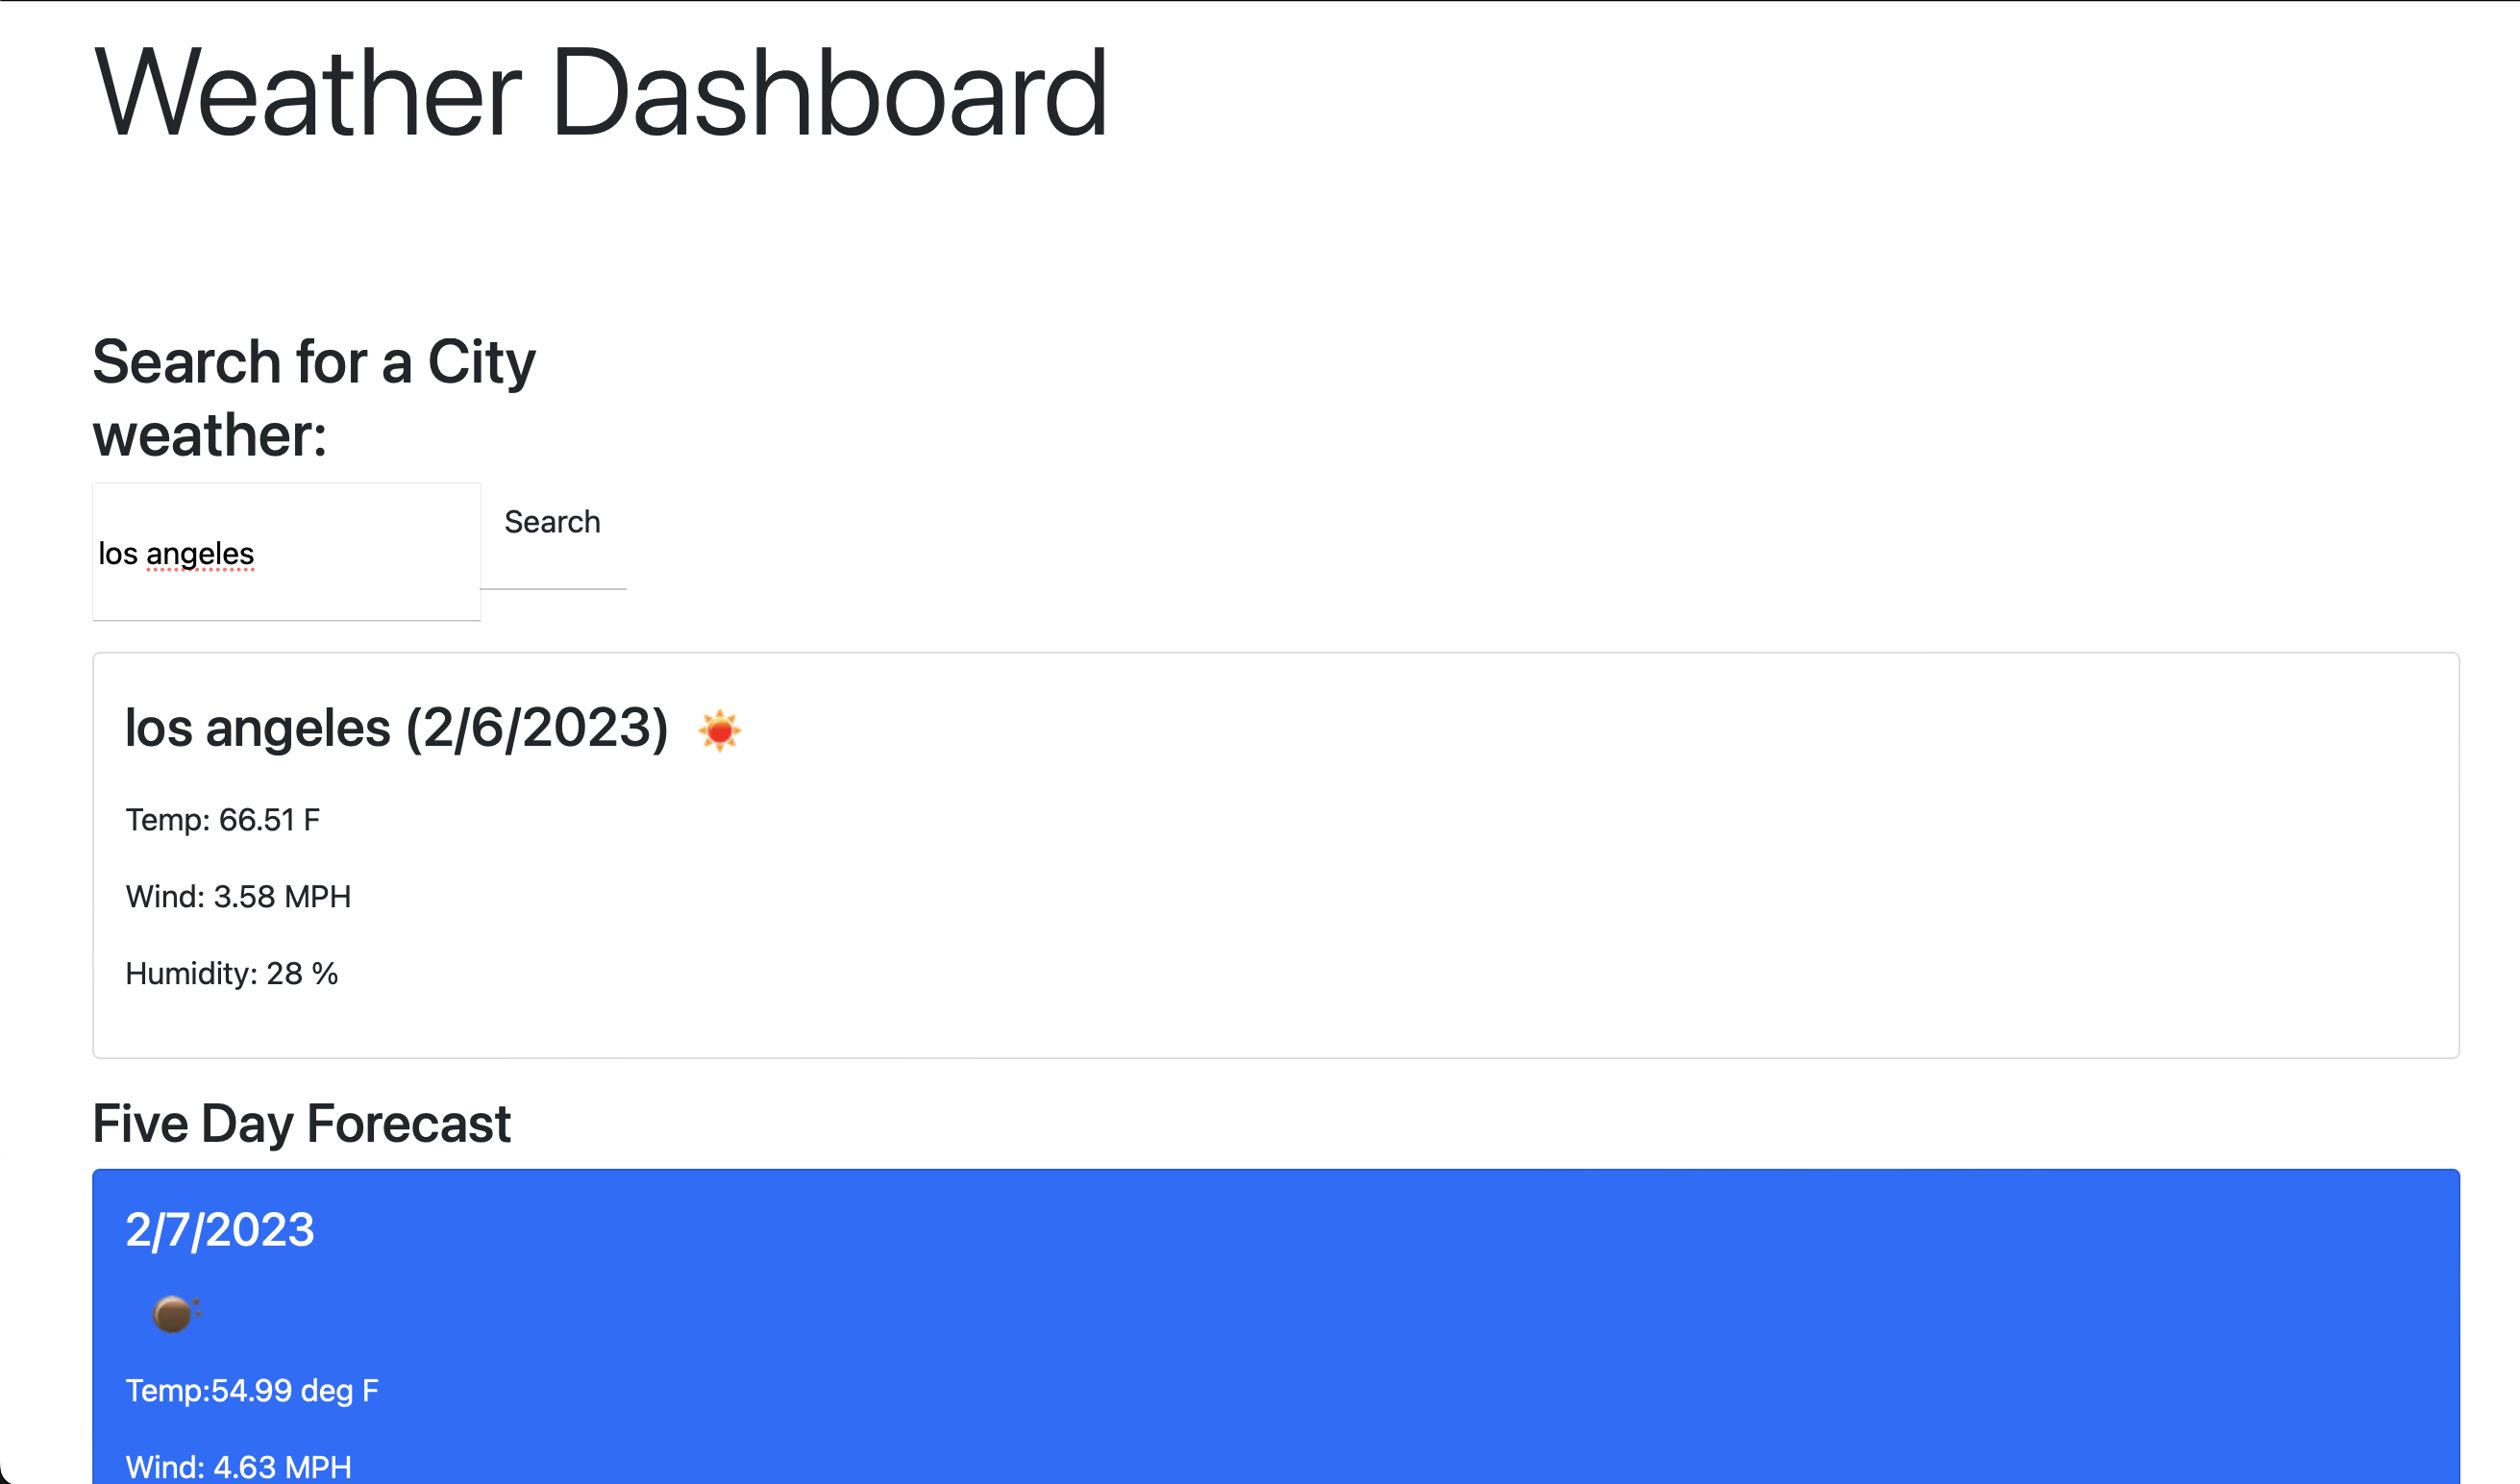 Weather Dashboard
Search for a City
weather:
los angeles
Search
los angeles (2/6/2023)
Temp: 66.51 F
Wind: 3.58 MPH
Humidity: 28 %
Five Day Forecast
2/7/2023
Temp:54.99 deg F
Wind: 4.63 MPH